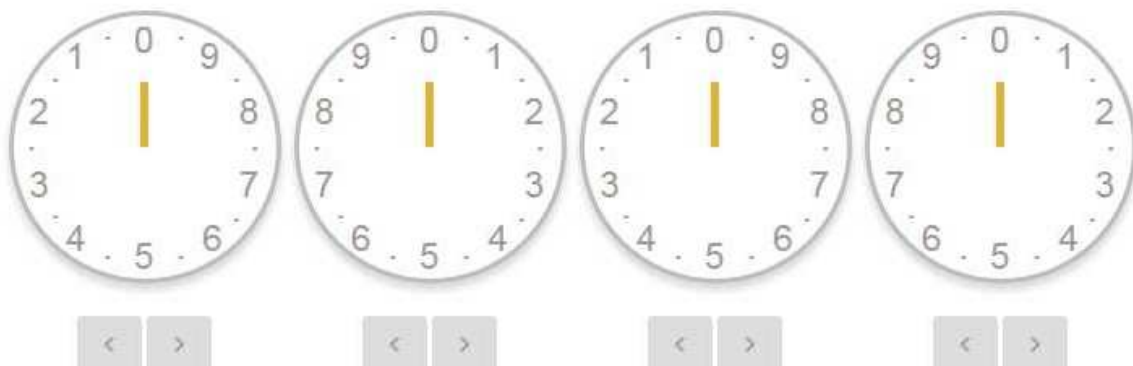 1 0 9 9 0 1 1 0 9 9 0 1
2 8 8 2 2 8 8 2
3 7 7 3 3 7 7 3
4 5 6 6 5 4 4 5 6 6 5 4
< > < > < > < >